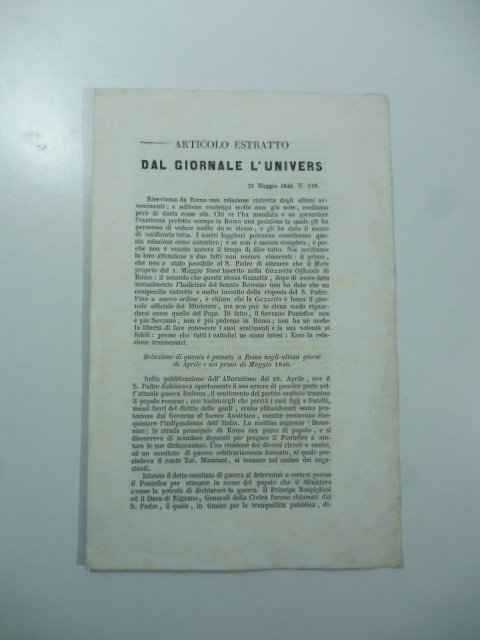 ARTICOLO ESTRATTO
DAL GIORNALE L'UNIVERS
21 Maggio 1848. N. 519.
Riceviamo da Roma una relazione ristretta degli ultimi av-
venimenti; e sebbene contenga molte cose già note, crediamo
però di darla come sta. Chi ce l'ha mandata e ne garantisce
l'esattezza perfetta occupa in Roma una posizione la quale gli ha
permesso di vedere molto da se stesso, e gli ha dato il mezzo
di verificarla tutta. I nostri leggitori potranno considerare que-
sta relazione come autentica; e se non è ancora completa, è per-
chè non è venuto ancora il tempo di dire tutto. Noi invitiamo
la loro attenzione a due fatti non ancora rimarcati: il primo,
che non è stato possibile al S. Padre di ottenere che il Motu
proprio del 1. Maggio fosse inserito nella Gazzetta Officiale di
Roma: il secondo che questa stessa Gazzetta, dopo di avere dato
testualmente l'Indirizzo del Senato Romano non ha dato che un
compendio ristretto e molto inesatto della risposta del S. Padre.
Fino a nuovo ordine, è chiaro che la Gazzetta è bensì il gior-
nale officiale del Ministero, ma non può in alcun modo riguar-
darsi come quello del Papa. Di fatto, il Sovrano Pontefice non
è più Sovrano, non è più padrone in Roma; non ha nè anche
la libertà di fare conoscere i suoi sentimenti e la sua volontà ai
fedeli: preme che tutti i cattolici ne siano intesi: Ecco la rela-
zione trasmessaci.
Relazione di quanto è passato a Roma negli ultimi giorni
di Aprile e nei primi di Maggio 1848.
Nella pubblicazione dell'Allocuzione dei 29. Aprile, ove il
S. Padre dichiarava apertamente il suo errore di prender parte nel-
l'attuale guerra Italiana, il sentimento del partito esaltato trascinò
il popolo romano, con insinuargli che perciò i suoi figlj e fratelli,
messi fuori del diritto delle genti, erano abbandonati senza pro-
tezione del Governo al furore Austriaco, mentre cercavano rian-
quistare l'indipendenza dell'Italia. La mattina seguente (Dome-
nica) la strada principale di Roma era piena di popolo, e si
discorreva di mandare deputati per pregare il Pontefice a mu-
tare le sue dichiarazioni. Una riunione dei diversi circoli e casini,
ed un comitato di guerra arbitrariamente formato, al quale pre-
siedeva il conte Ter. Mamiani, si tennero nel casino dei nego-
zianti.
Intanto il detto comitato di guerra si determinò a recarsi presso
il Pontefice per ottenere in nome del popolo che il Ministero
avesse la potestà di dichiarare la guerra. Il Principe Rospigliosi
ed il Duca di Rignano, Generali della Civica furono chiamati dal
S. Padre, il quale, in timore per la tranquillità pubblica, di-